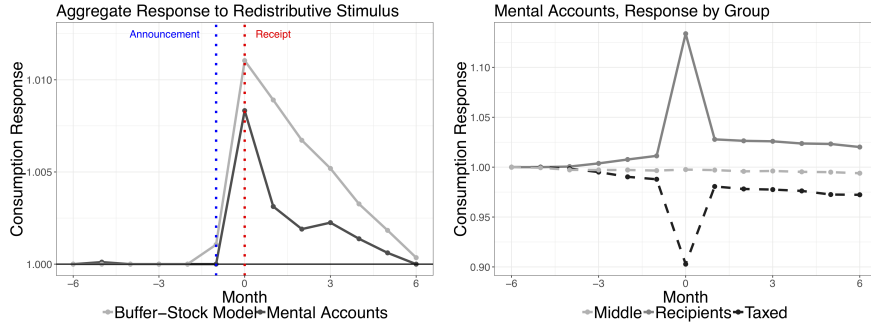 Aggregate Response to Redistributive Stimulus
Announcement
Receipt
Consumption Response
1.010
1.005
1.000
−6 −3 0 3 6
Month
Buffer−Stock Model Mental Accounts
Mental Accounts, Response by Group
Consumption Response
1.10
1.05
1.00
0.95
0.90
−6 −3 0 3 6
Month
Middle Recipients Taxed